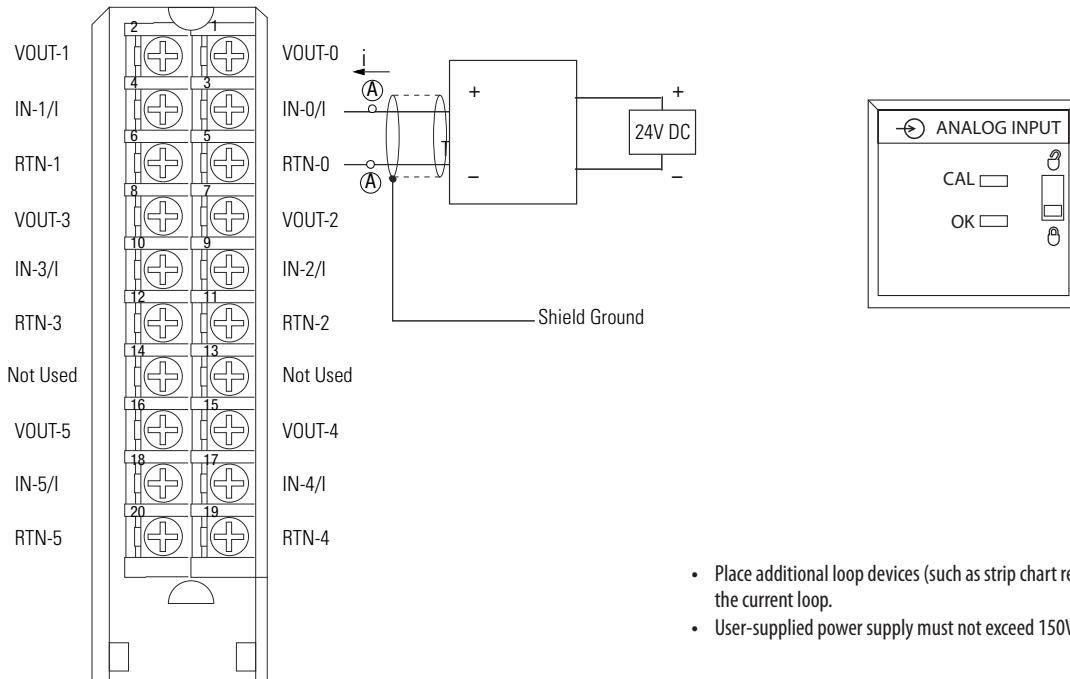 2 1
VOUT-1 VOUT-0
i
4 3
A
IN-1/I IN-0/I
+ +
24V DC
6 5
T
RTN-1 RTN-0
A
– –
8 7
VOUT-3 VOUT-2
10 9
IN-3/I IN-2/I
12 11
RTN-3 RTN-2
Shield Ground
14 13
Not Used Not Used
16 15
VOUT-5 VOUT-4
18 17
IN-5/I IN-4/I
20 19
RTN-5 RTN-4
ANALOG INPUT
CAL
OK
• Place additional loop devices (such as strip chart
the current loop.
• User-supplied power supply must not exceed 150V